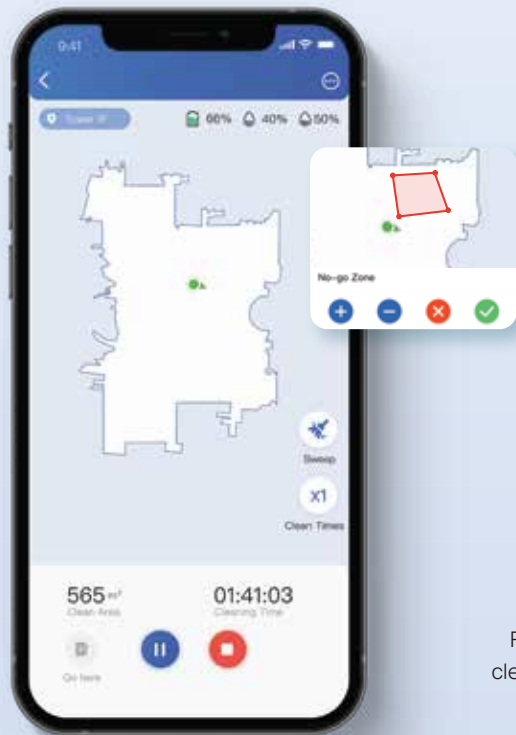 9:41
66% 40% 50%
No-go Zone
Sweep
X1
Clean Times
565 m²
Clean Area
01:41:03
Cleaning Time
Go here
cle